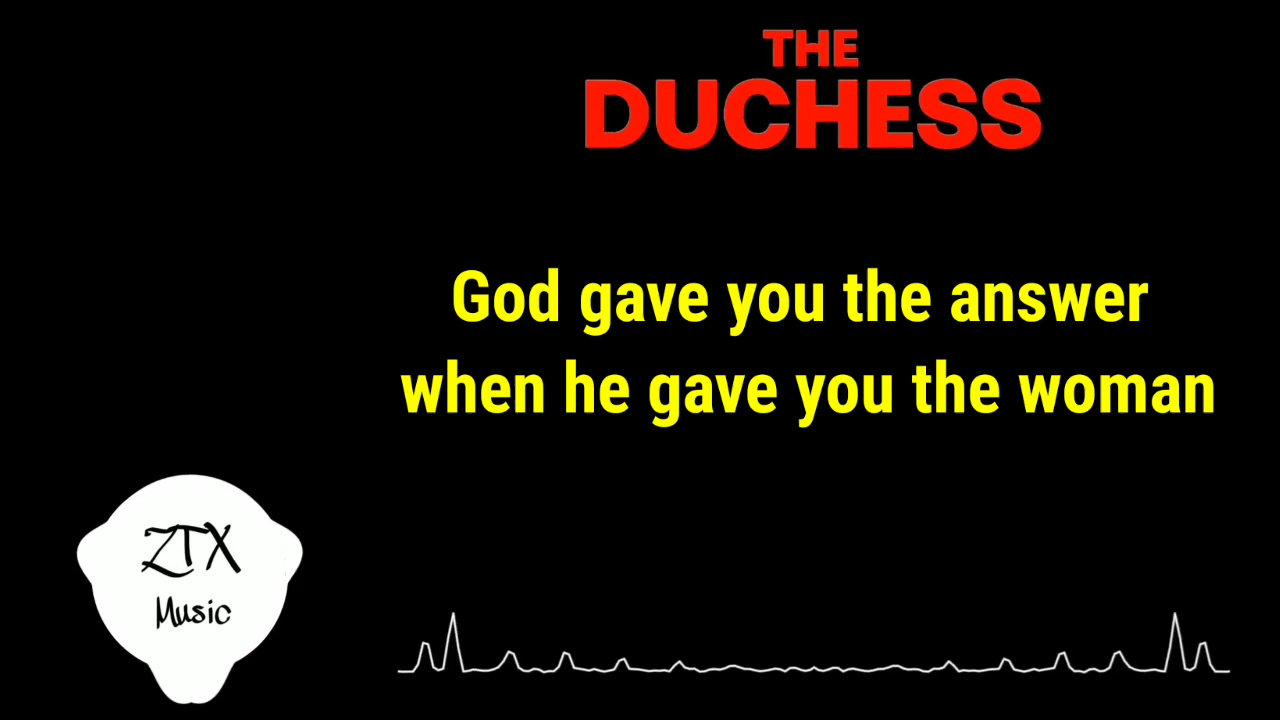 THE
DUCHESS
God gave you the answer
when he gave you the woman
ZTX
Music